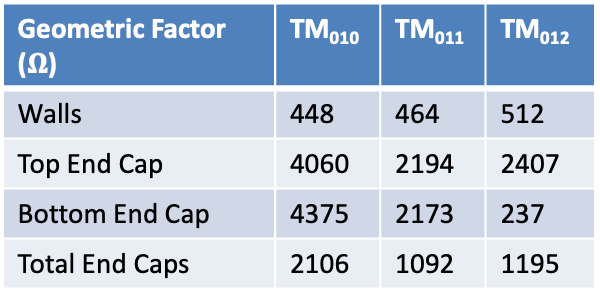 Geometric Factor (Ω) TM₀₁₀ TM₀₁₁ TM₀₁₂
Walls 448 464 512
Top End Cap 4060 2194 2407
Bottom End Cap 4375 2173 237
Total End Caps 2106 1092 1195